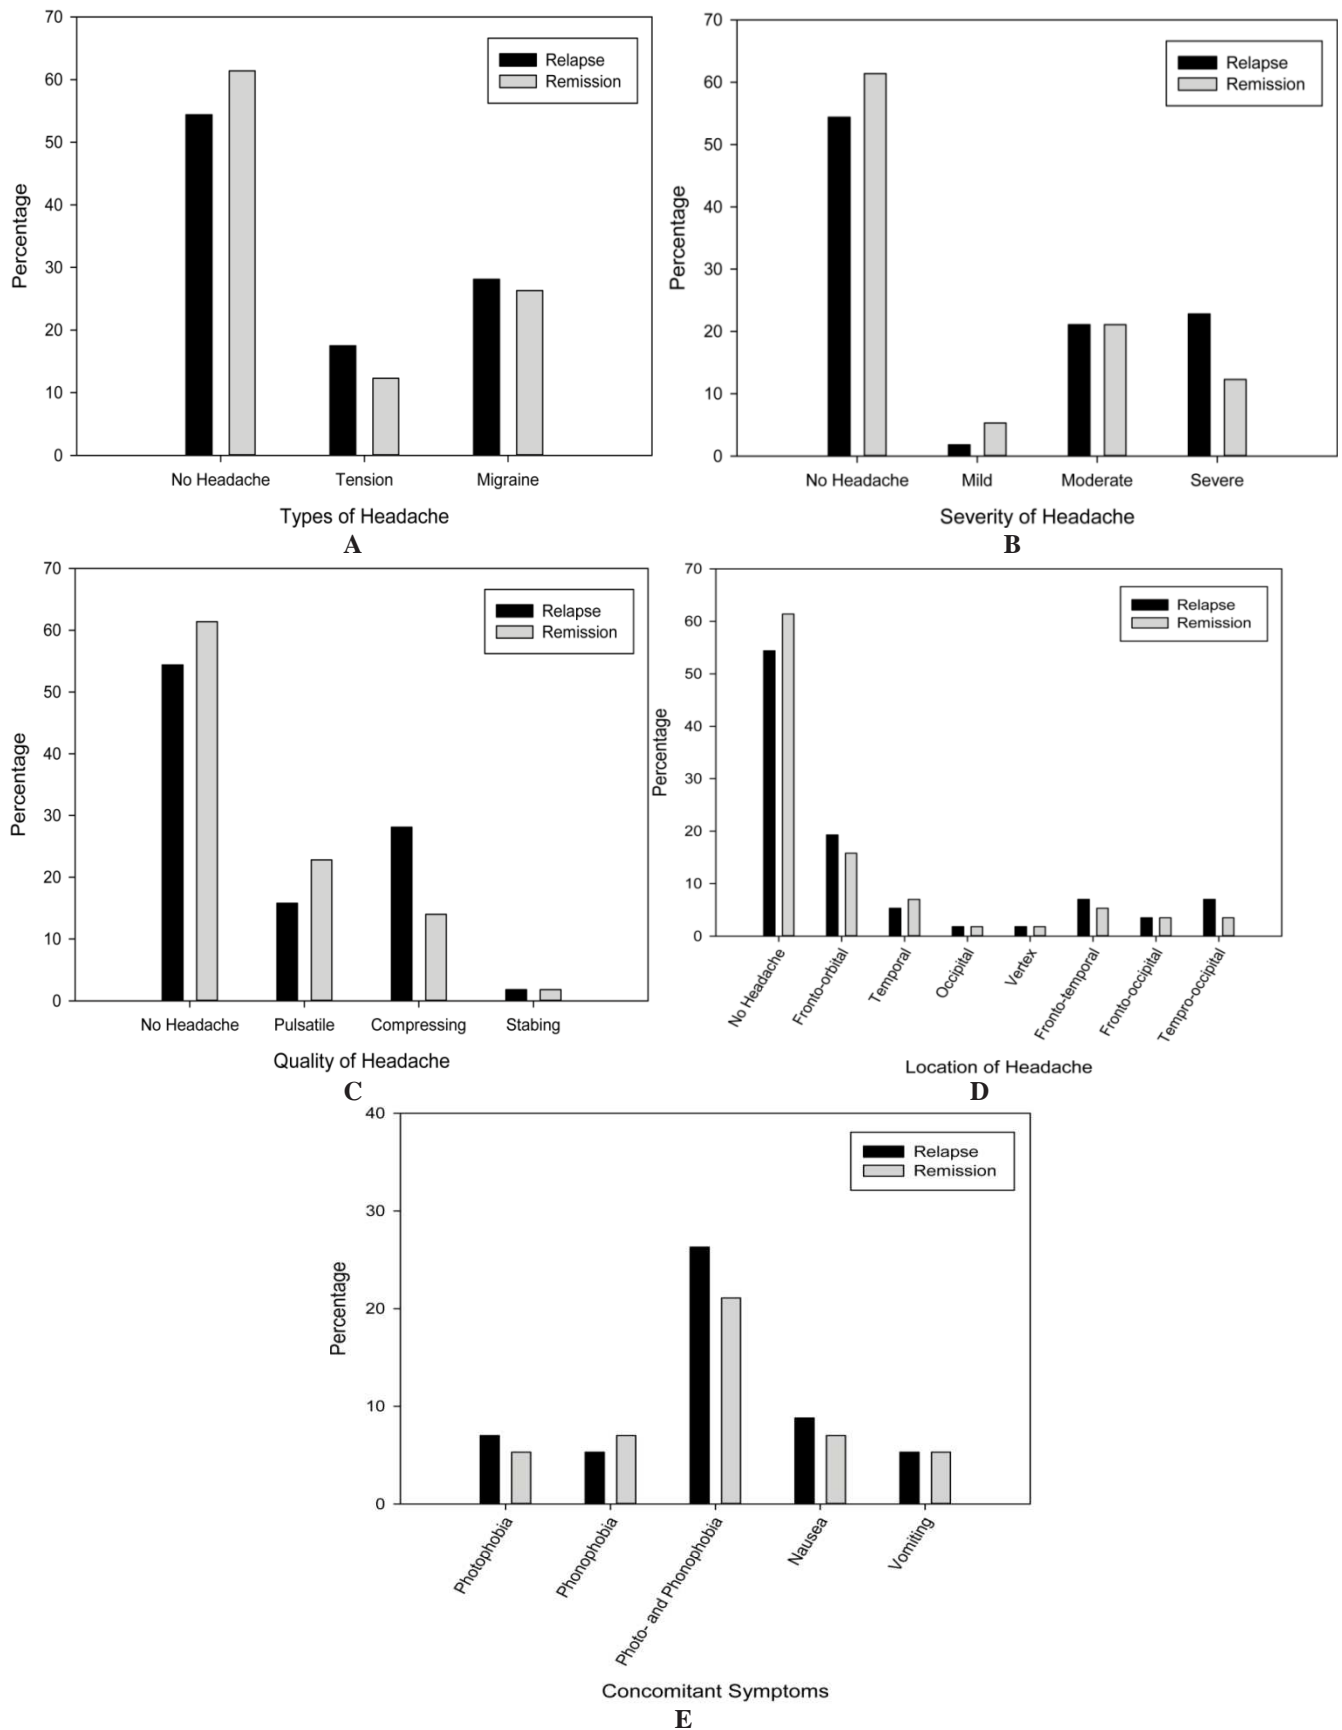 70
60
50
40
30
20
10
0
Percentage
Relapse
Remission
No Headache Tension Migraine
Types of Headache
A
70
60
50
40
30
20
10
0
Percentage
Relapse
Remission
No Headache Mild Moderate Severe
Severity of Headache
B
70
60
50
40
30
20
10
0
Percentage
Relapse
Remission
No Headache Pulsatile Compressing Stabing
Quality of Headache
C
70
60
50
40
30
20
10
0
Percentage
Relapse
Remission
No Headache
Fronto-orbital
Temporal
Occipital
Vertex
Fronto-temporal
Fronto-occipital
Tempro-occipital
Location of Headache
D
40
30
20
10
0
Percentage
Relapse
Remission
Photophobia
Phonophobia
Photo- and Phonophobia
Nausea
Vomiting
Concomitant Symptoms
E